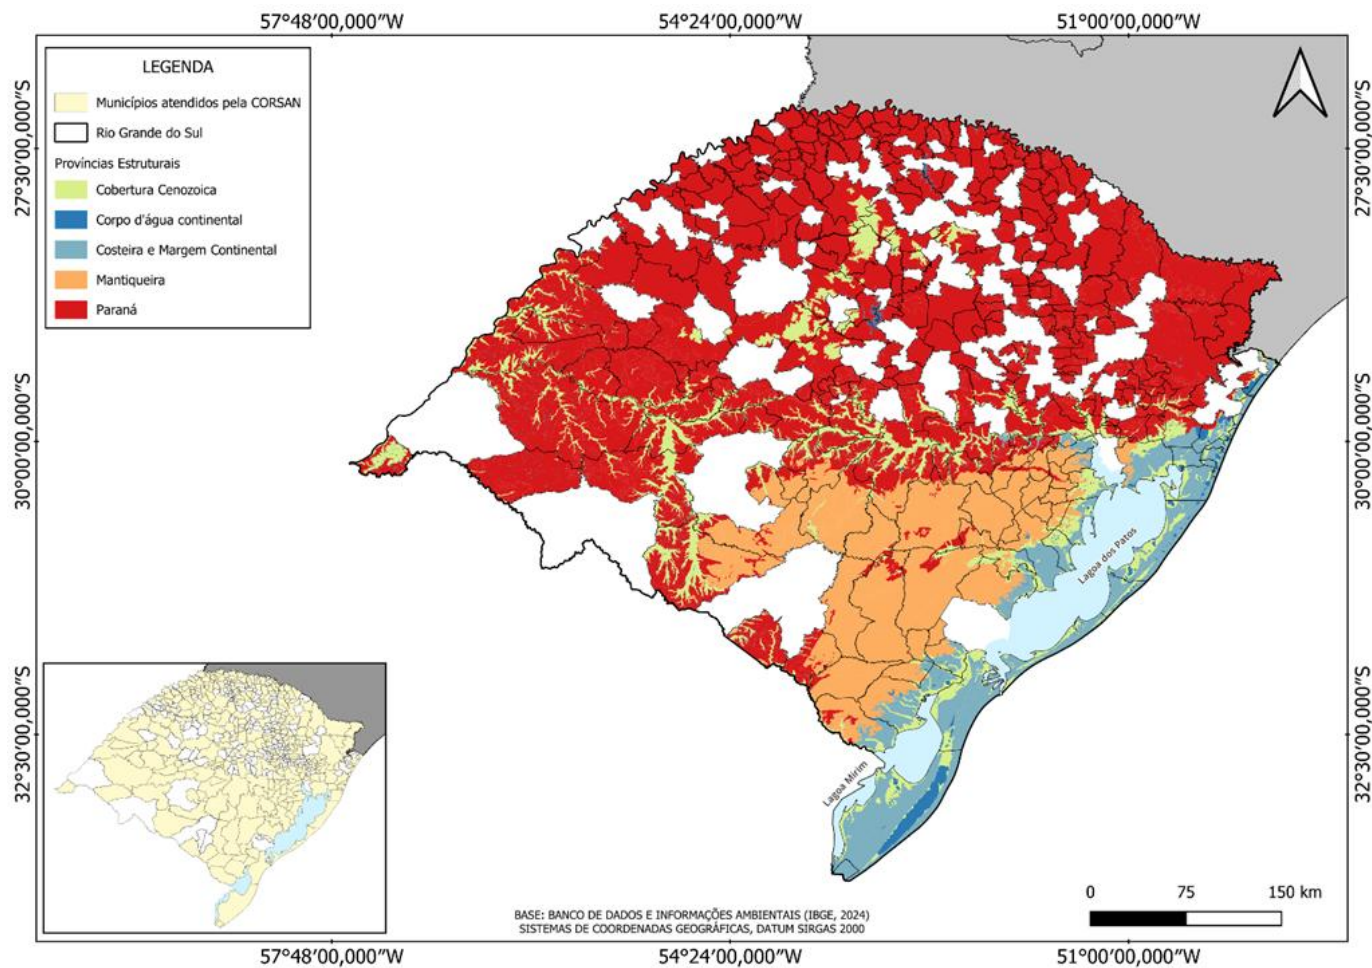 57°48'00,000"W
54°24'00,000"W
51°00'00,000"W
LEGENDA
Municípios atendidos pela CORSAN
Rio Grande do Sul
Províncias Estruturais
Cobertura Cenozoica
Corpo d'água continental
Costeira e Margem Continental
Mantiqueira
Paraná
27°30'00,000"S
27°30'00,000"S
30°00'00,000"S
30°00'00,000"S
Lagoa dos Patos
32°30'00,000"S
32°30'00,000"S
Lagoa Mirim
0 75 150 km
BASE: BANCO DE DADOS E INFORMAÇÕES AMBIENTAIS (IBGE, 2024)
SISTEMAS DE COORDENADAS GEOGRÁFICAS, DATUM SIRGAS 2000
57°48'00,000"W
54°24'00,000"W
51°00'00,000"W